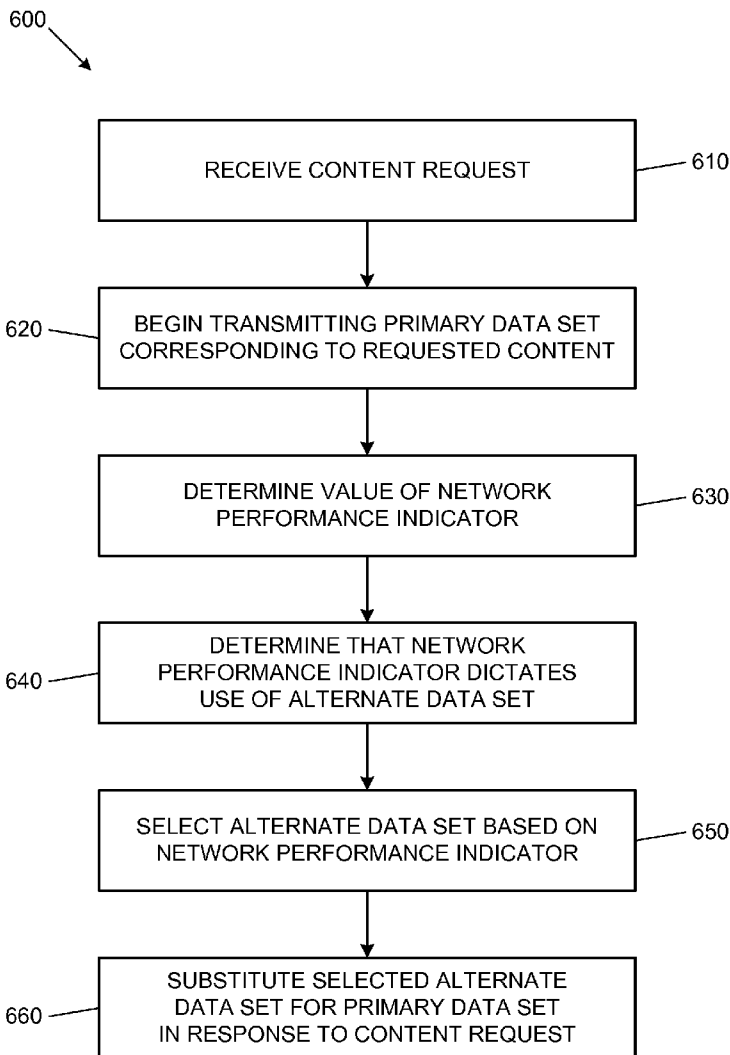 600
RECEIVE CONTENT REQUEST
610
620
BEGIN TRANSMITTING PRIMARY DATA SET
CORRESPONDING TO REQUESTED CONTENT
DETERMINE VALUE OF NETWORK
PERFORMANCE INDICATOR
630
640
DETERMINE THAT NETWORK
PERFORMANCE INDICATOR DICTATES
USE OF ALTERNATE DATA SET
SELECT ALTERNATE DATA SET BASED ON
NETWORK PERFORMANCE INDICATOR
650
660
SUBSTITUTE SELECTED ALTERNATE
DATA SET FOR PRIMARY DATA SET
IN RESPONSE TO CONTENT REQUEST